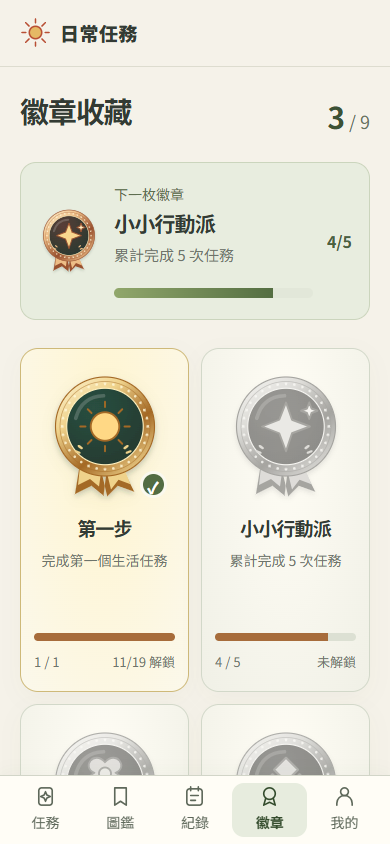 日常任務
徽章收藏
3 / 9
下一枚徽章
小小行動派
累計完成 5 次任務
4/5
第一步
完成第一個生活任務
1 / 1
11/19 解鎖
小小行動派
累計完成 5 次任務
4 / 5
未解鎖
任務
圖鑑
紀錄
徽章
我的